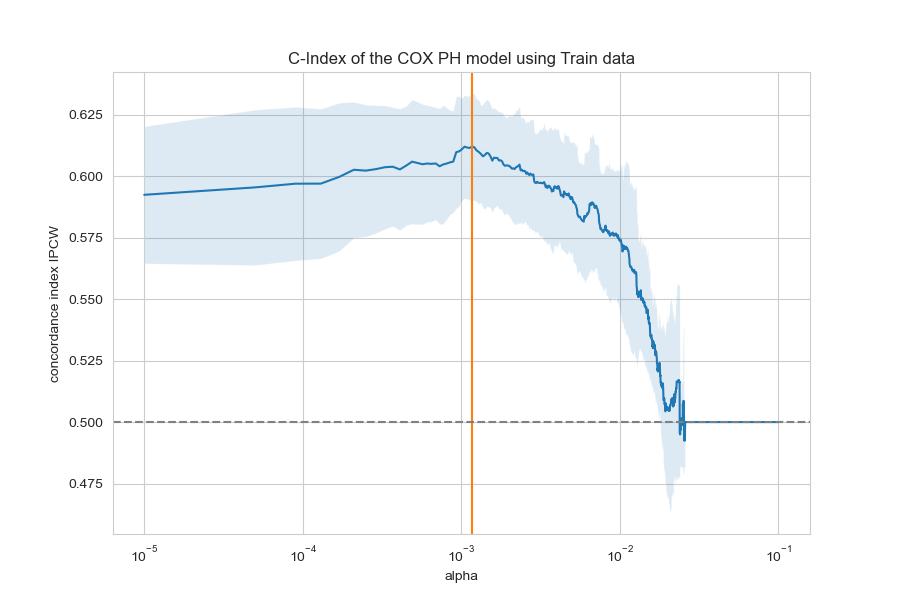 C-Index of the COX PH model using Train data
concordance index IPCW
0.625
0.600
0.575
0.550
0.525
0.500
0.475
10⁻⁵ 10⁻⁴ 10⁻³ 10⁻² 10⁻¹
alpha